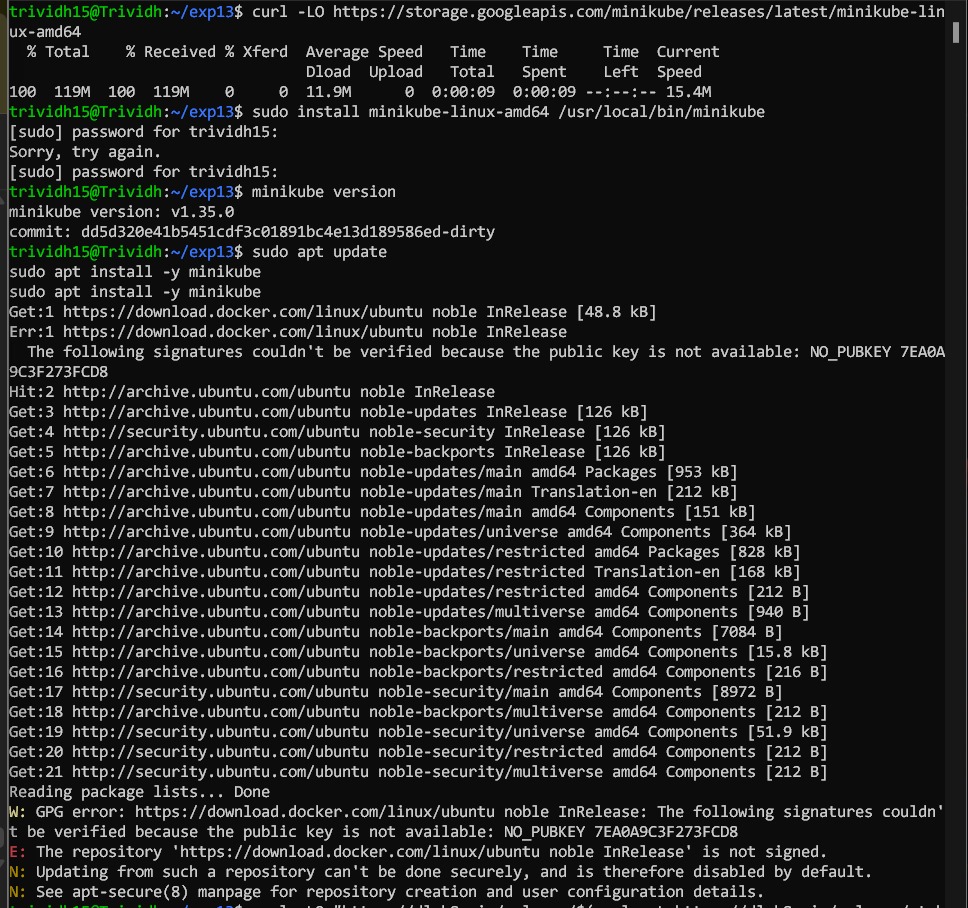 trividh15@Trividh:~/exp13$ curl -LO https://storage.googleapis.com/minikube/releases/latest/minikube-lin
ux-amd64
  % Total    % Received % Xferd  Average Speed   Time    Time     Time  Current
                                 Dload  Upload   Total   Spent    Left  Speed
100  119M  100  119M    0     0  11.9M      0  0:00:09  0:00:09 --:--:-- 15.4M
trividh15@Trividh:~/exp13$ sudo install minikube-linux-amd64 /usr/local/bin/minikube
[sudo] password for trividh15:
Sorry, try again.
[sudo] password for trividh15:
trividh15@Trividh:~/exp13$ minikube version
minikube version: v1.35.0
commit: dd5d320e41b5451cdf3c01891bc4e13d189586ed-dirty
trividh15@Trividh:~/exp13$ sudo apt update
sudo apt install -y minikube
sudo apt install -y minikube
Get:1 https://download.docker.com/linux/ubuntu noble InRelease [48.8 kB]
Err:1 https://download.docker.com/linux/ubuntu noble InRelease
  The following signatures couldn't be verified because the public key is not available: NO_PUBKEY 7EA0A
9C3F273FCD8
Hit:2 http://archive.ubuntu.com/ubuntu noble InRelease
Get:3 http://archive.ubuntu.com/ubuntu noble-updates InRelease [126 kB]
Get:4 http://security.ubuntu.com/ubuntu noble-security InRelease [126 kB]
Get:5 http://archive.ubuntu.com/ubuntu noble-backports InRelease [126 kB]
Get:6 http://archive.ubuntu.com/ubuntu noble-updates/main amd64 Packages [953 kB]
Get:7 http://archive.ubuntu.com/ubuntu noble-updates/main Translation-en [212 kB]
Get:8 http://archive.ubuntu.com/ubuntu noble-updates/main amd64 Components [151 kB]
Get:9 http://archive.ubuntu.com/ubuntu noble-updates/universe amd64 Components [364 kB]
Get:10 http://archive.ubuntu.com/ubuntu noble-updates/restricted amd64 Packages [828 kB]
Get:11 http://archive.ubuntu.com/ubuntu noble-updates/restricted Translation-en [168 kB]
Get:12 http://archive.ubuntu.com/ubuntu noble-updates/restricted amd64 Components [212 B]
Get:13 http://archive.ubuntu.com/ubuntu noble-updates/multiverse amd64 Components [940 B]
Get:14 http://archive.ubuntu.com/ubuntu noble-backports/main amd64 Components [7084 B]
Get:15 http://archive.ubuntu.com/ubuntu noble-backports/universe amd64 Components [15.8 kB]
Get:16 http://archive.ubuntu.com/ubuntu noble-backports/restricted amd64 Components [216 B]
Get:17 http://security.ubuntu.com/ubuntu noble-security/main amd64 Components [8972 B]
Get:18 http://archive.ubuntu.com/ubuntu noble-backports/multiverse amd64 Components [212 B]
Get:19 http://security.ubuntu.com/ubuntu noble-security/universe amd64 Components [51.9 kB]
Get:20 http://security.ubuntu.com/ubuntu noble-security/restricted amd64 Components [212 B]
Get:21 http://security.ubuntu.com/ubuntu noble-security/multiverse amd64 Components [212 B]
Reading package lists... Done
W: GPG error: https://download.docker.com/linux/ubuntu noble InRelease: The following signatures couldn'
t be verified because the public key is not available: NO_PUBKEY 7EA0A9C3F273FCD8
E: The repository 'https://download.docker.com/linux/ubuntu noble InRelease' is not signed.
N: Updating from such a repository can't be done securely, and is therefore disabled by default.
N: See apt-secure(8) manpage for repository creation and user configuration details.